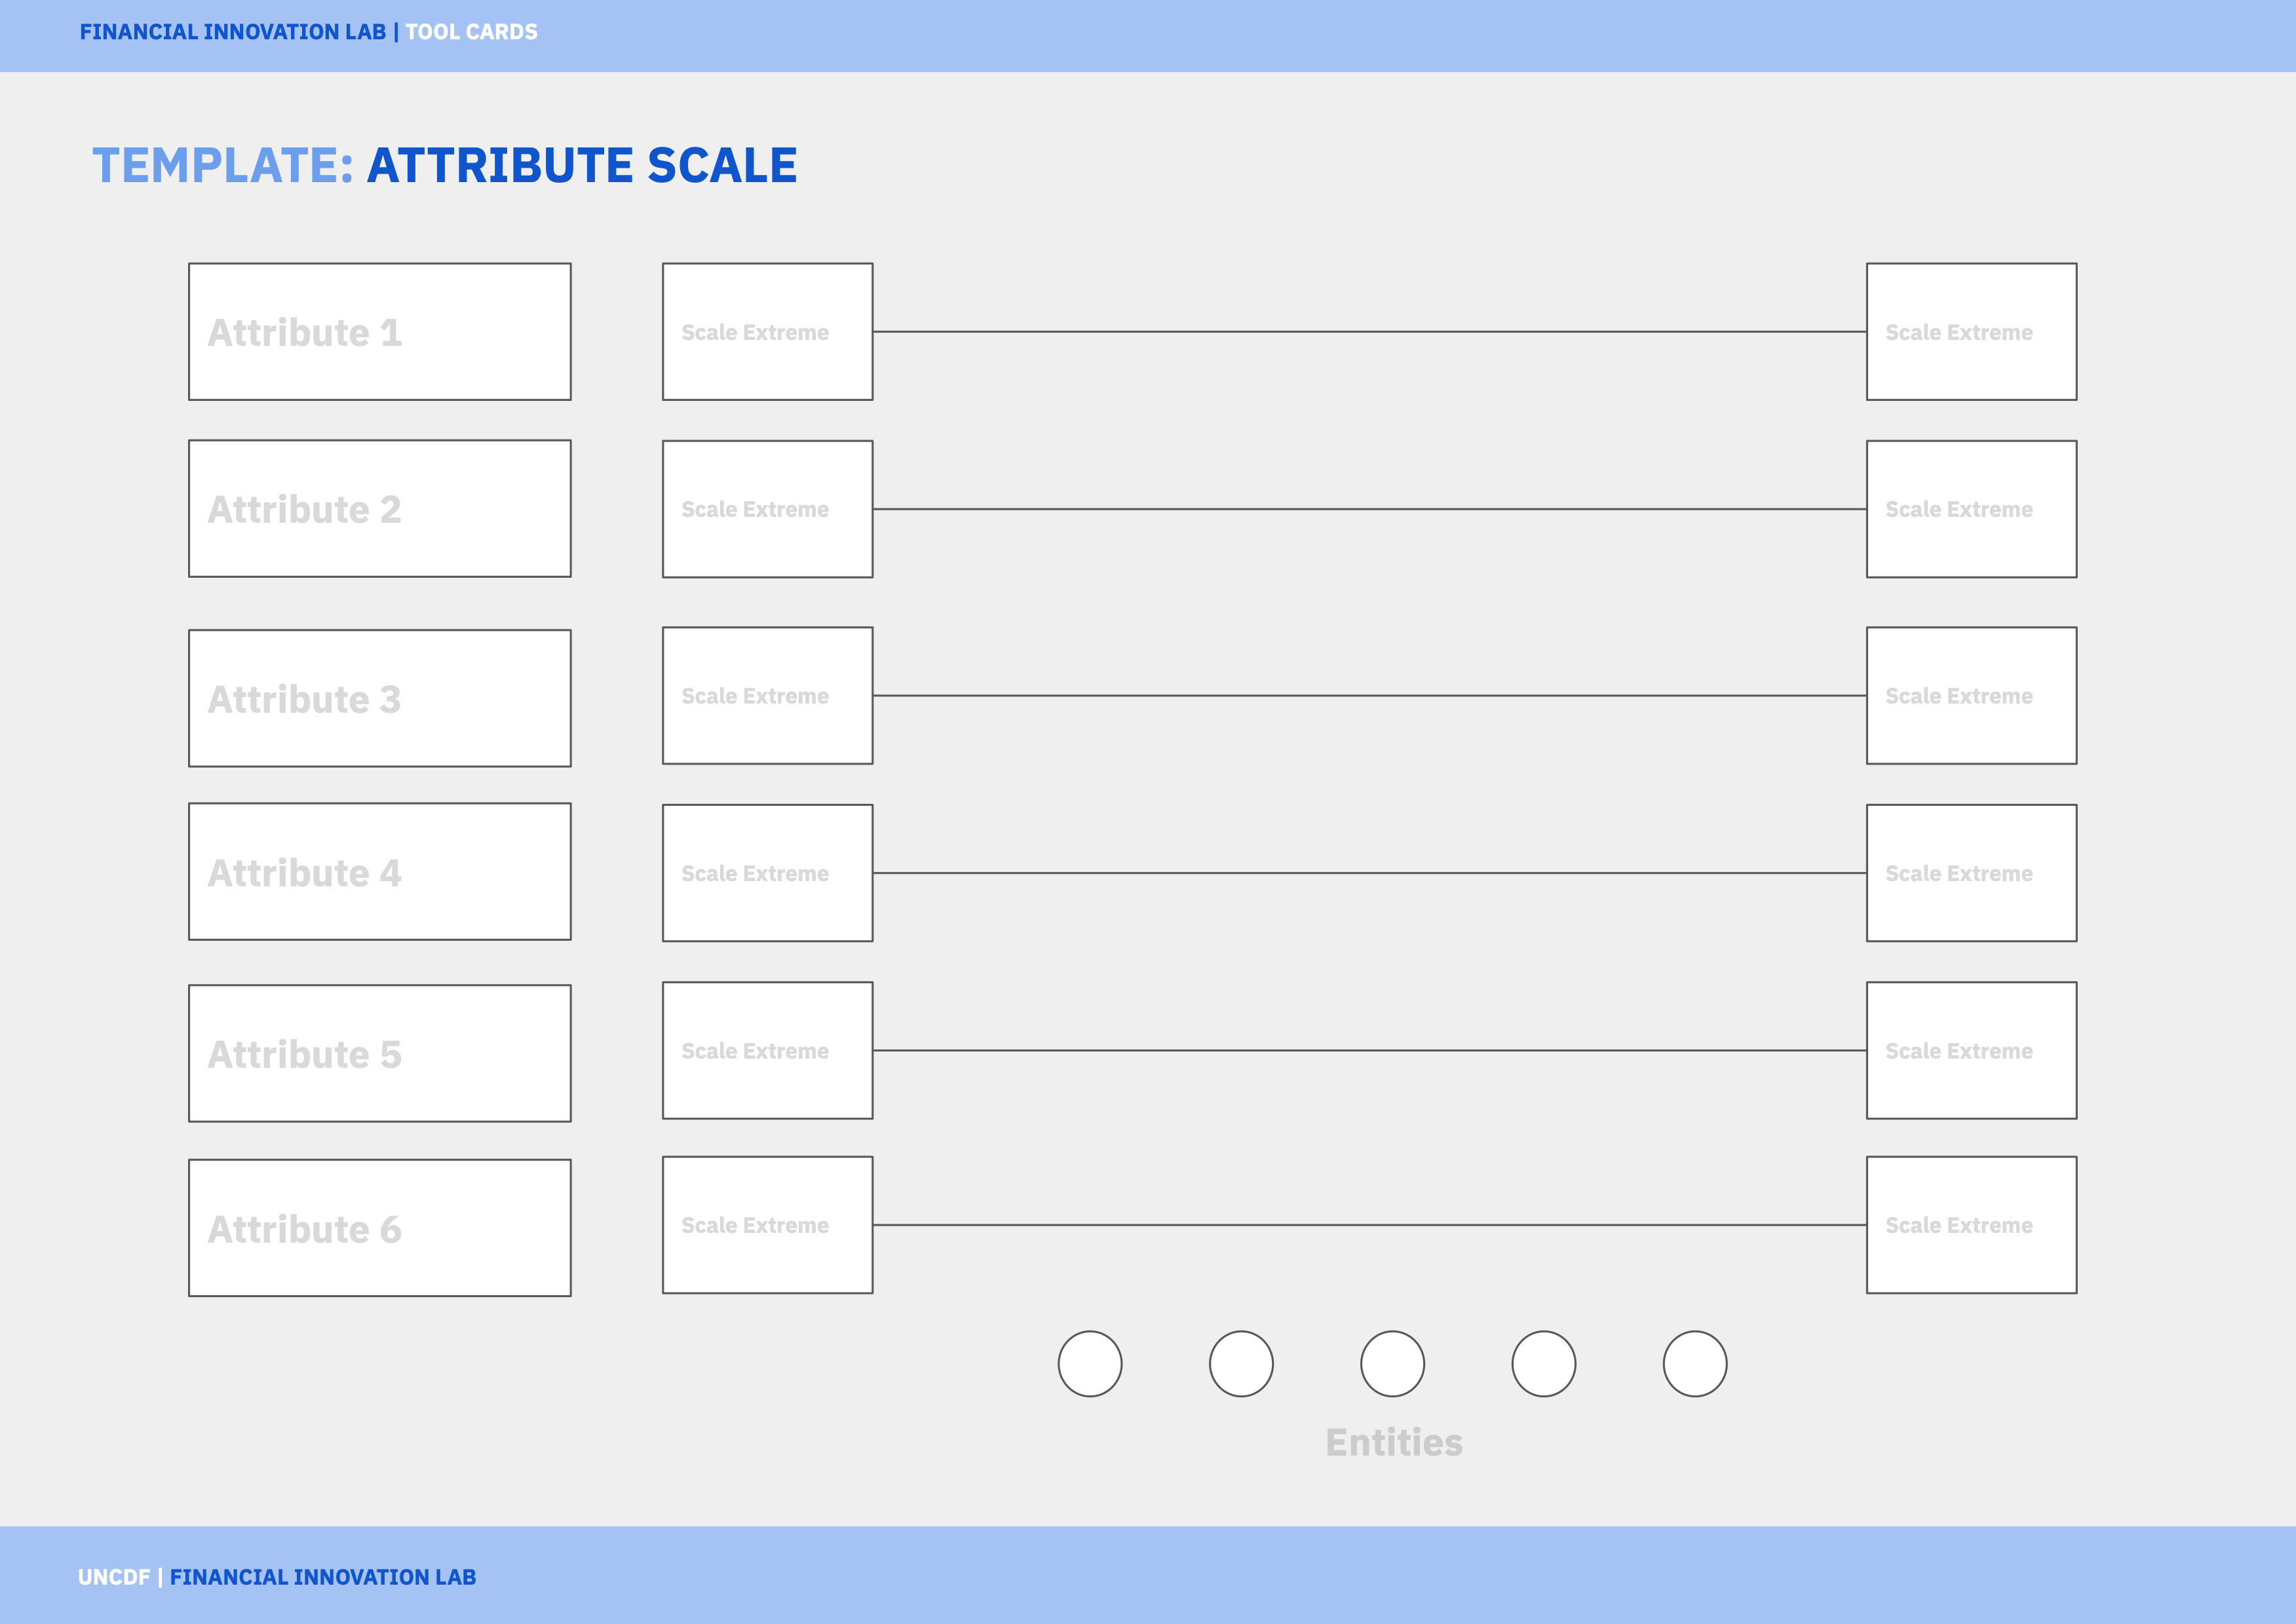 FINANCIAL INNOVATION LAB | TOOL CARDS
TEMPLATE: ATTRIBUTE SCALE
Attribute 1
Scale Extreme
Scale Extreme
Attribute 2
Scale Extreme
Scale Extreme
Attribute 3
Scale Extreme
Scale Extreme
Attribute 4
Scale Extreme
Scale Extreme
Attribute 5
Scale Extreme
Scale Extreme
Attribute 6
Scale Extreme
Scale Extreme
Entities
UNCDF | FINANCIAL INNOVATION LAB